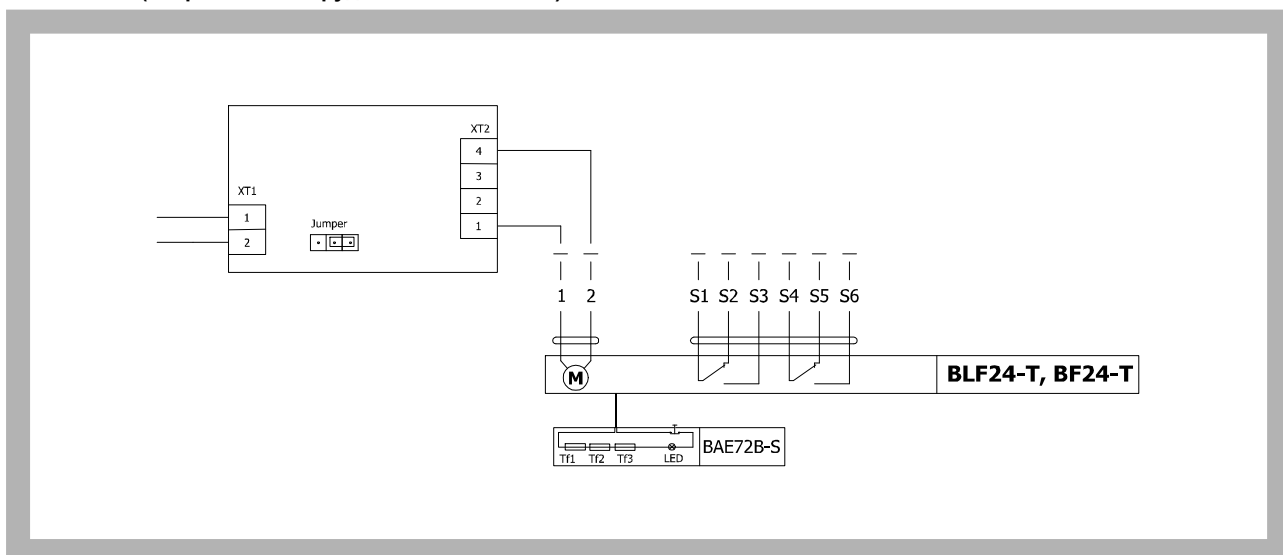 XT2
4
3
2
1
XT1
1
2
Jumper
1 2 S1 S2 S3 S4 S5 S6
M
BLF24-T, BF24-T
Tf1 Tf2 Tf3 LED
BAE72B-S